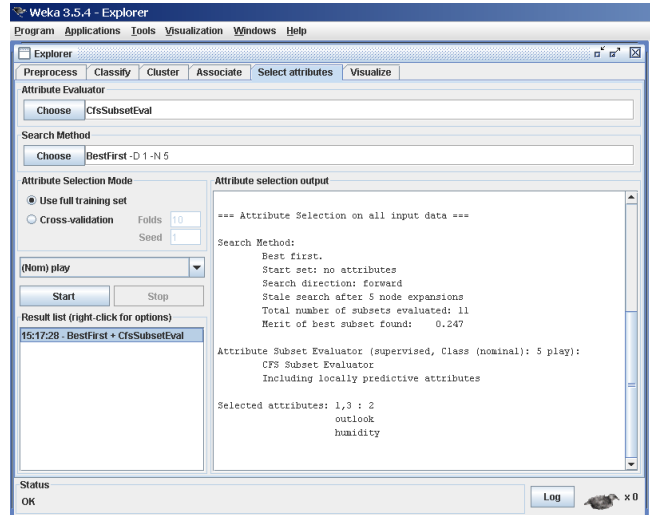 Weka 3.5.4 - Explorer
Program Applications Tools Visualization Windows Help
Explorer
Preprocess Classify Cluster Associate Select attributes Visualize
Attribute Evaluator
Choose CfsSubsetEval
Search Method
Choose BestFirst -D 1 -N 5
Attribute Selection Mode
Use full training set
Cross-validation Folds 10
Seed 1
(Nom) play
Start Stop
Result list (right-click for options)
15:17:28 - BestFirst + CfsSubsetEval
Attribute selection output
=== Attribute Selection on all input data ===
Search Method:
Best first.
Start set: no attributes
Search direction: forward
Stale search after 5 node expansions
Total number of subsets evaluated: 11
Merit of best subset found: 0.247
Attribute Subset Evaluator (supervised, Class (nominal): 5 play):
CFS Subset Evaluator
Including locally predictive attributes
Selected attributes: 1,3 : 2
outlook
humidity
Status
OK
Log x 0